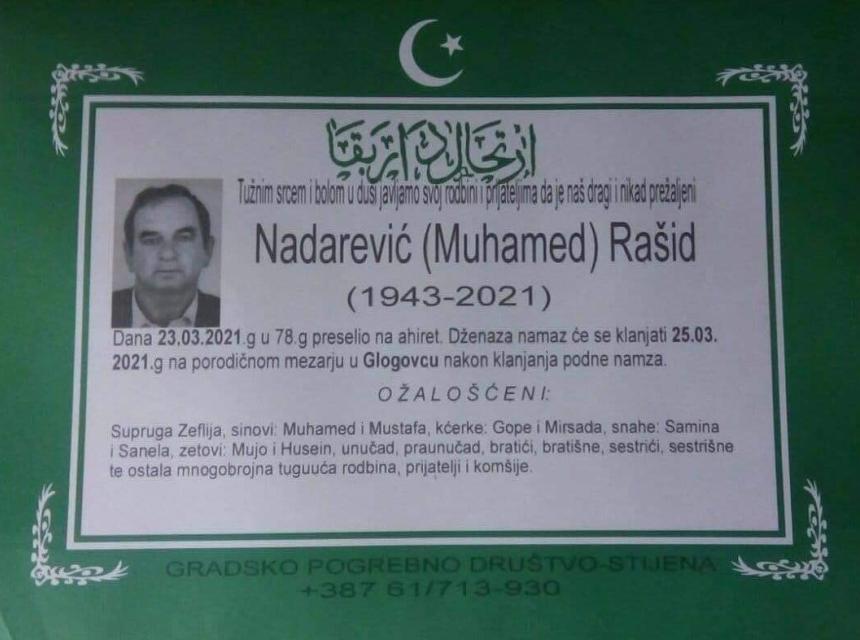 ارتحال دار بقا
Tužnim srcem i bolom u duši javljamo svoj rodbini i prijateljima da je naš dragi i nikad prežaljeni
Nadarević (Muhamed) Rašid
(1943-2021)
Dana 23.03.2021.g u 78.g preselio na ahiret. Dženaza namaz će se klanjati 25.03.
2021.g na porodičnom mezarju u Glogovcu nakon klanjanja podne namza.
OŽALOŠĆENI:
Supruga Zeflija, sinovi: Muhamed i Mustafa, kćerke: Gope i Mirsada, snahe: Samina
i Sanela, zetovi: Mujo i Husein, unučad, praunučad, bratići, bratišne, sestrići, sestrišne
te ostala mnogobrojna tuguuća rodbina, prijatelji i komšije.
GRADSKO POGREBNO DRUŠTVO-STIJENA
+387 61/713-930